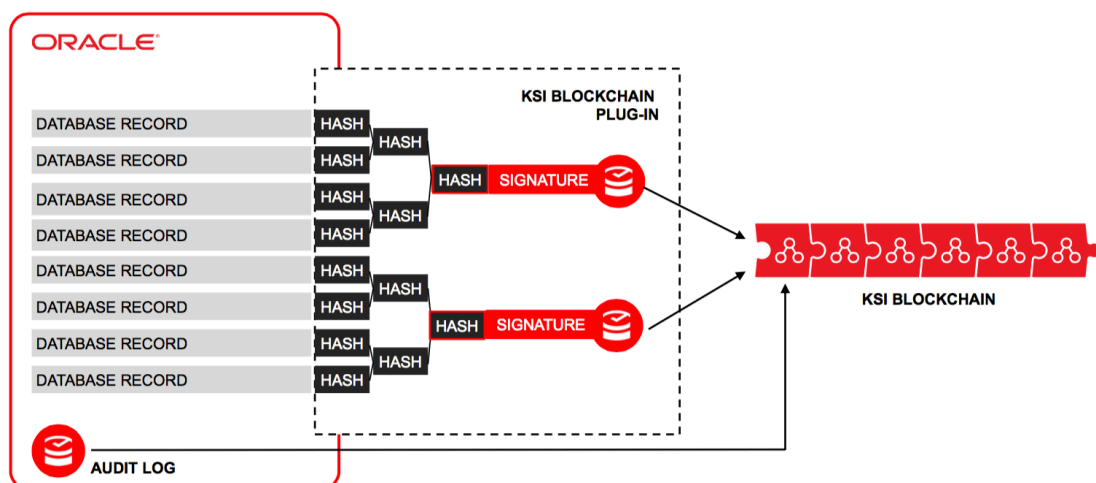 ORACLE®
KSI BLOCKCHAIN
PLUG-IN
DATABASE RECORD HASH
HASH
DATABASE RECORD HASH
HASH SIGNATURE
DATABASE RECORD HASH
HASH
DATABASE RECORD HASH
DATABASE RECORD HASH
HASH
DATABASE RECORD HASH
KSI BLOCKCHAIN
HASH SIGNATURE
DATABASE RECORD HASH
HASH
DATABASE RECORD HASH
AUDIT LOG